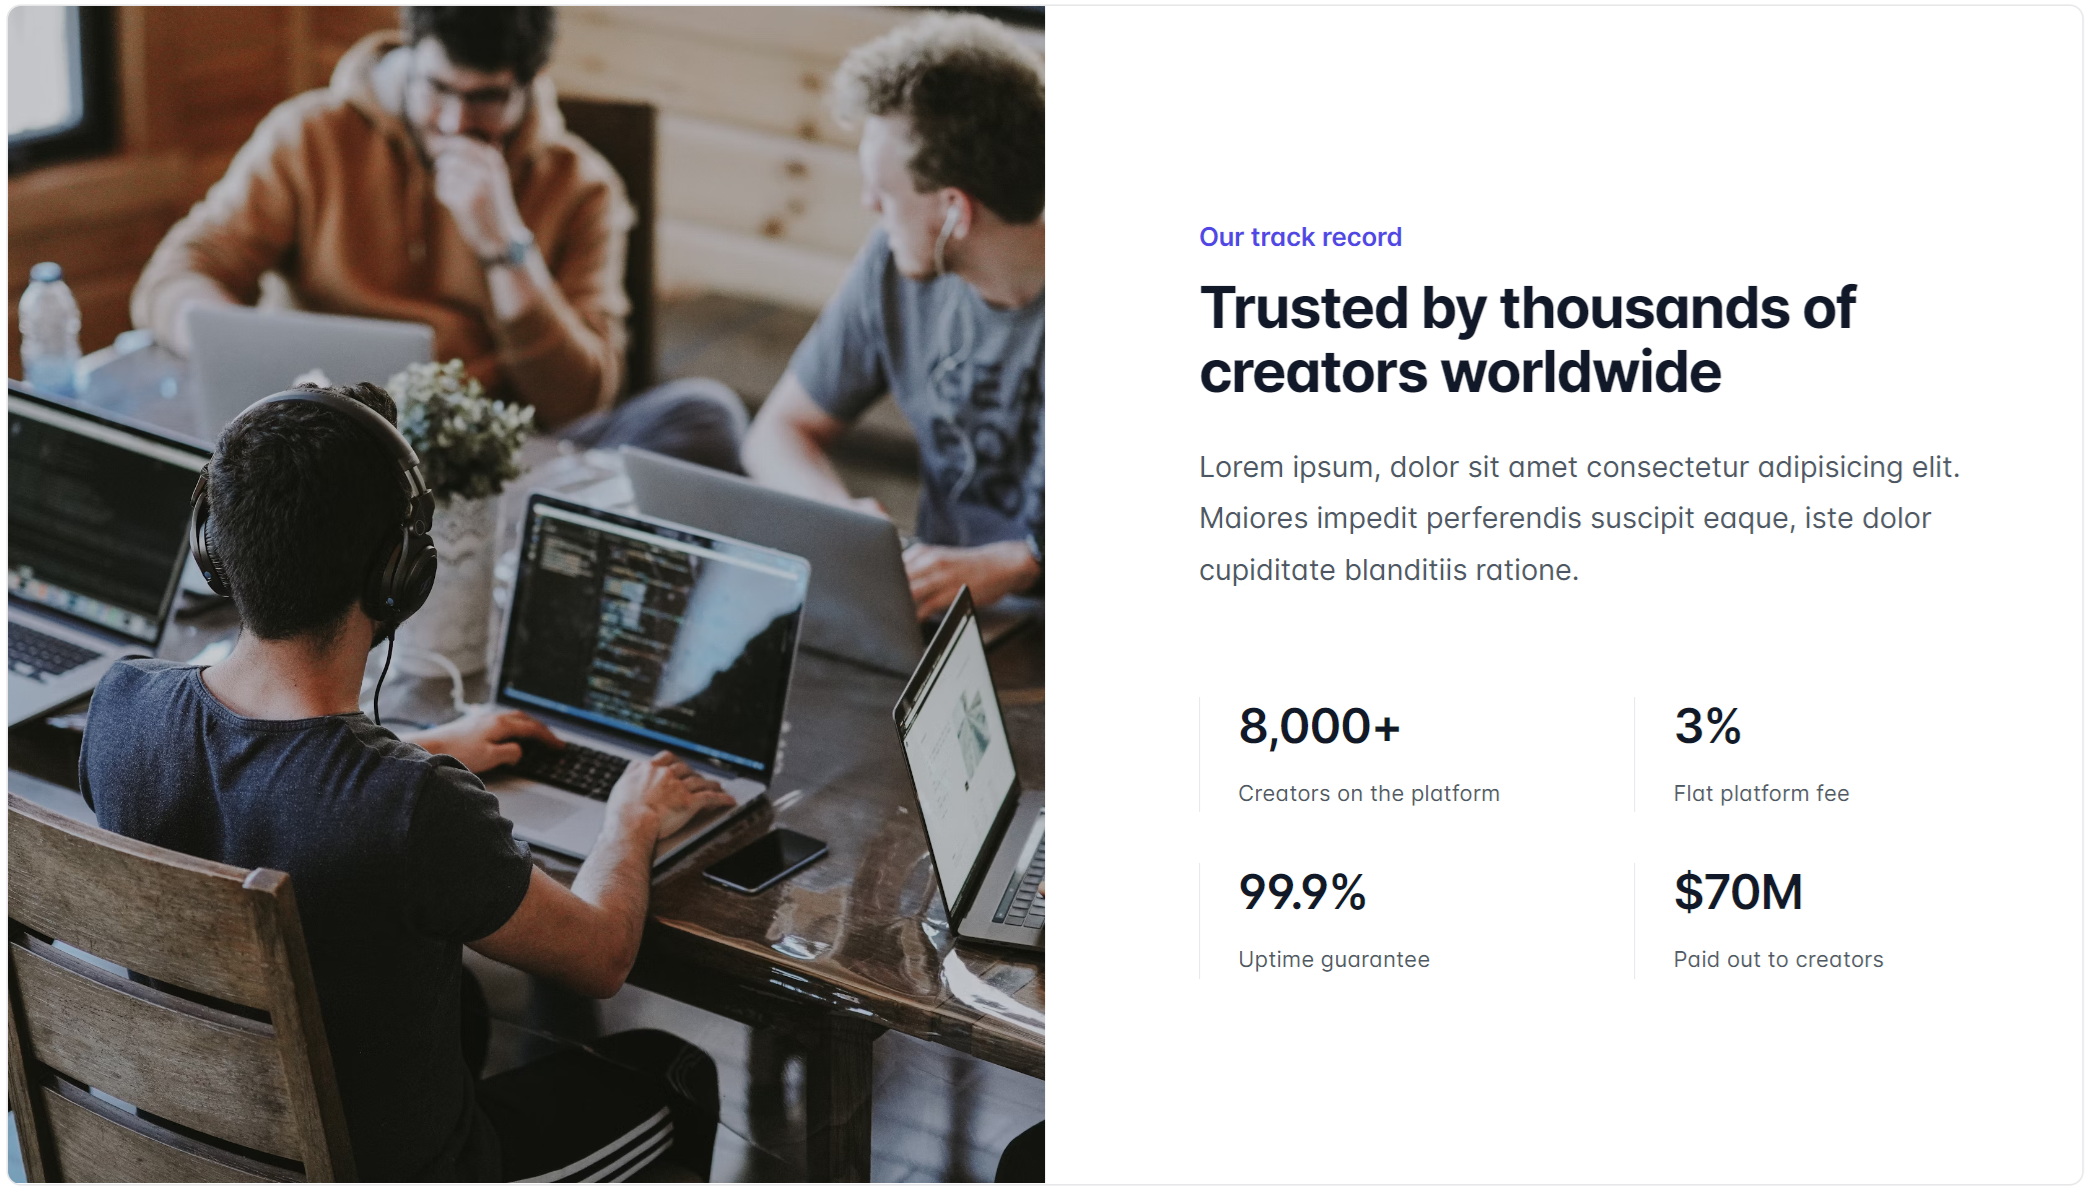 Our track record
Trusted by thousands of
creators worldwide
Lorem ipsum, dolor sit amet consectetur adipisicing elit.
Maiores impedit perferendis suscipit eaque, iste dolor
cupiditate blanditiis ratione.
8,000+
Creators on the platform
3%
Flat platform fee
99.9%
Uptime guarantee
$70M
Paid out to creators